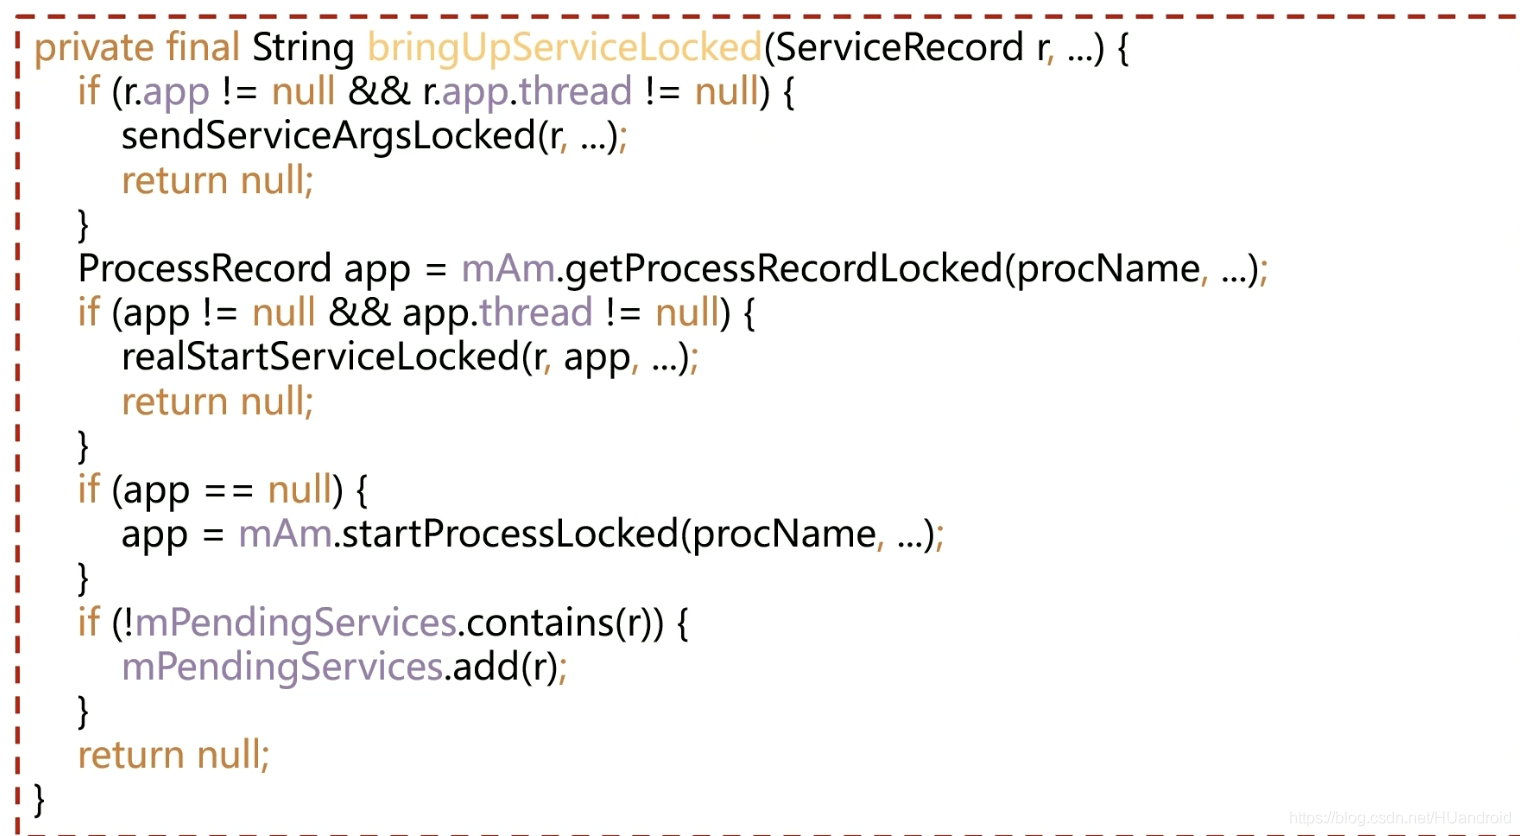 private final String bringUpServiceLocked(ServiceRecord r, ...) {
if (r.app != null && r.app.thread != null) {
sendServiceArgsLocked(r, ...);
return null;
}
ProcessRecord app = mAm.getProcessRecordLocked(procName, ...);
if (app != null && app.thread != null) {
realStartServiceLocked(r, app, ...);
return null;
}
if (app == null) {
app = mAm.startProcessLocked(procName, ...);
}
if (!mPendingServices.contains(r)) {
mPendingServices.add(r);
}
return null;
}
https://blog.csdn.net/HUandroid